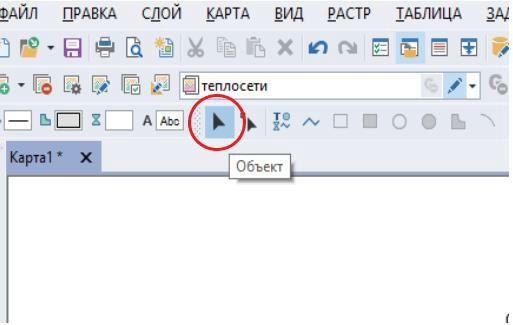 ФАЙЛ ПРАВКА СЛОЙ КАРТА ВИД РАСТР ТАБЛИЦА
теплосети
A Abc
Карта1 *
Объект